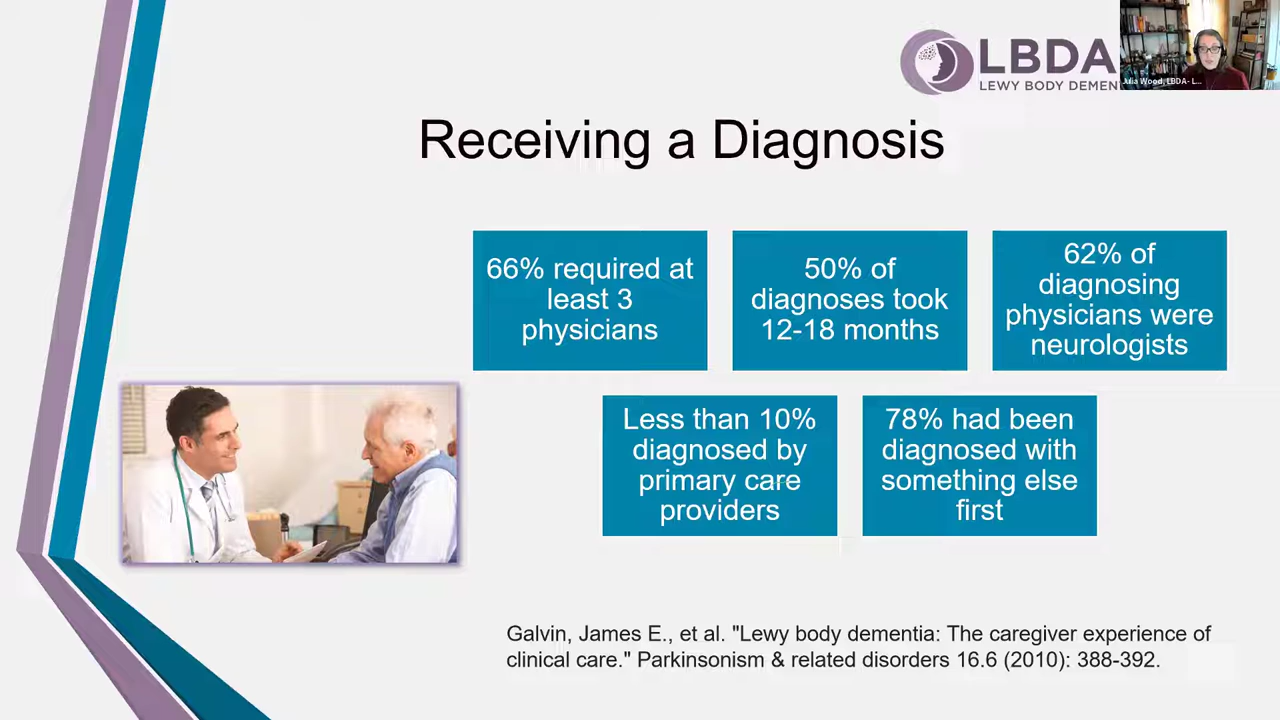 LBDA
LEWY BODY DEMEN
Julia Wood, LBDA- L...
Receiving a Diagnosis
66% required at
least 3
physicians
50% of
diagnoses took
12-18 months
62% of
diagnosing
physicians were
neurologists
Less than 10%
diagnosed by
primary care
providers
78% had been
diagnosed with
something else
first
Galvin, James E., et al. "Lewy body dementia: The caregiver experience of
clinical care." Parkinsonism & related disorders 16.6 (2010): 388-392.